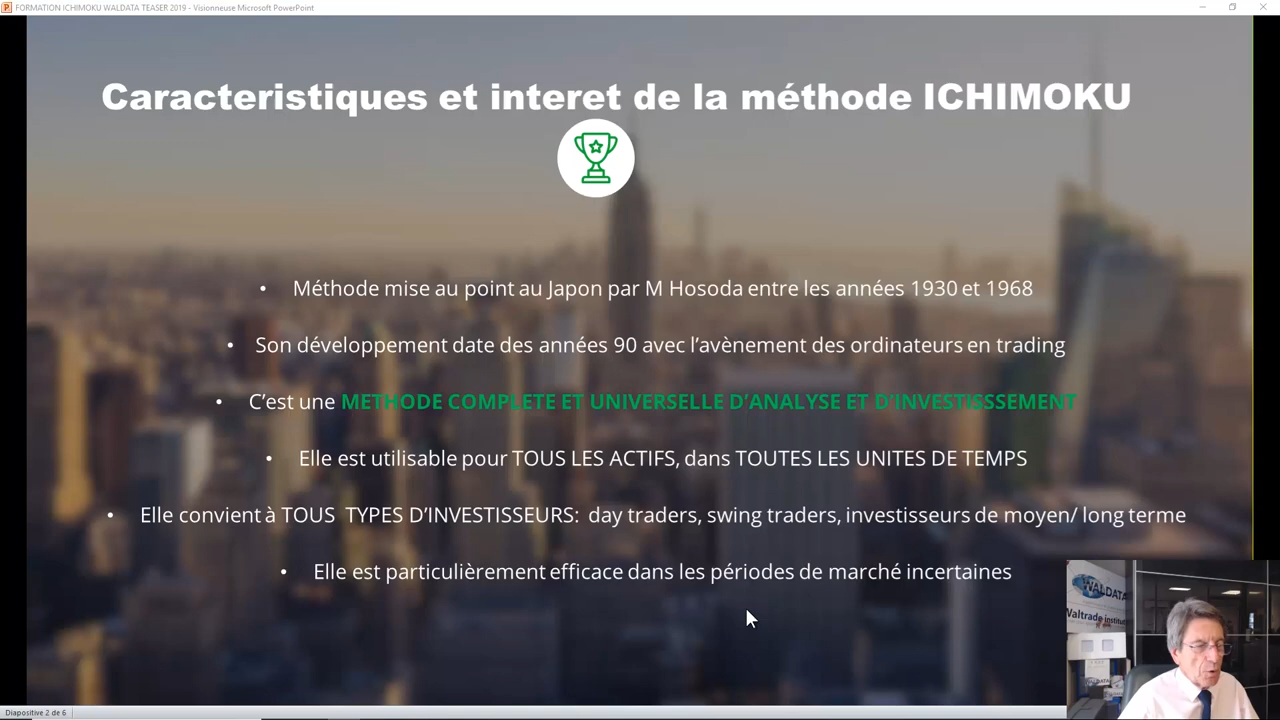 FORMATION ICHIMOKU WALDATA TEASER 2019 - Visionneuse Microsoft PowerPoint
Caracteristiques et interet de la méthode ICHIMOKU
• Méthode mise au point au Japon par M Hosoda entre les années 1930 et 1968
• Son développement date des années 90 avec l’avènement des ordinateurs en trading
• C’est une METHODE COMPLETE ET UNIVERSELLE D’ANALYSE ET D’INVESTISSSEMENT
• Elle est utilisable pour TOUS LES ACTIFS, dans TOUTES LES UNITES DE TEMPS
• Elle convient à TOUS TYPES D’INVESTISSEURS: day traders, swing traders, investisseurs de moyen/ long terme
• Elle est particulièrement efficace dans les périodes de marché incertaines
WALDATA
Waltrade institut
WALDATA
Diapositive 2 de 6